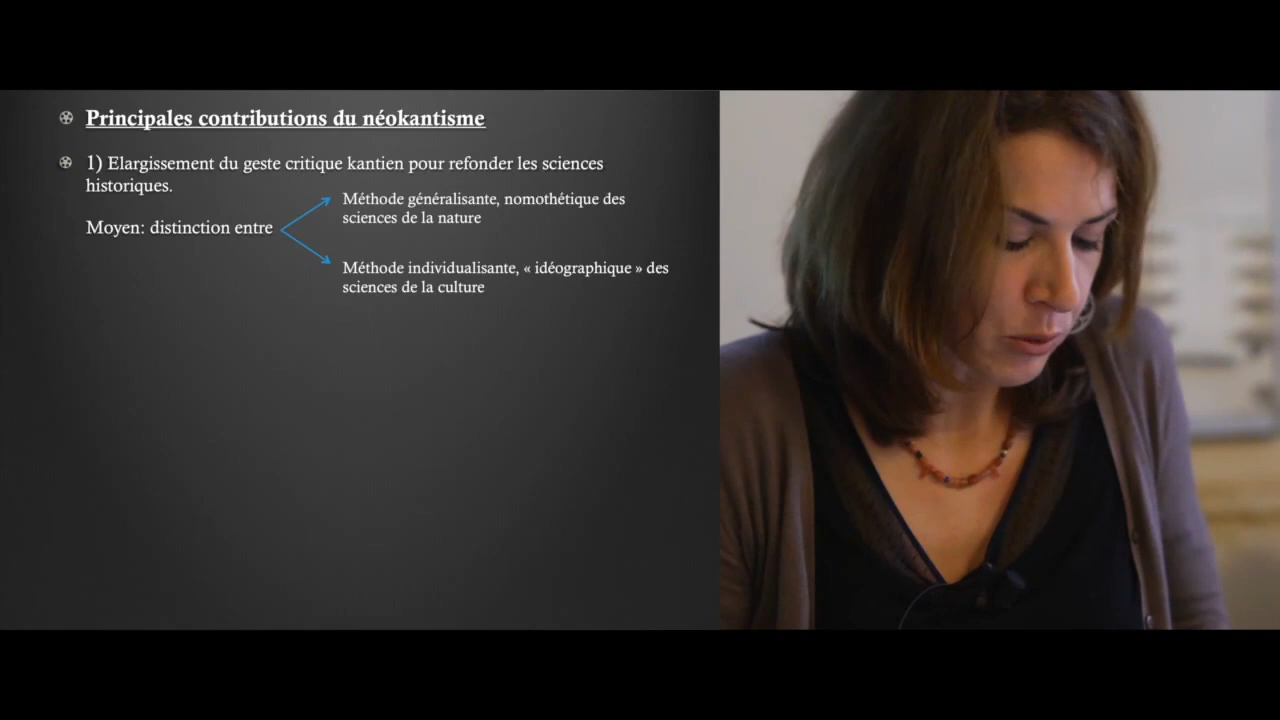 Principales contributions du néokantisme
1) Elargissement du geste critique kantien pour refonder les sciences
historiques.
Méthode généralisante, nomothétique des
sciences de la nature
Moyen: distinction entre
Méthode individualisante, « idéographique » des
sciences de la culture